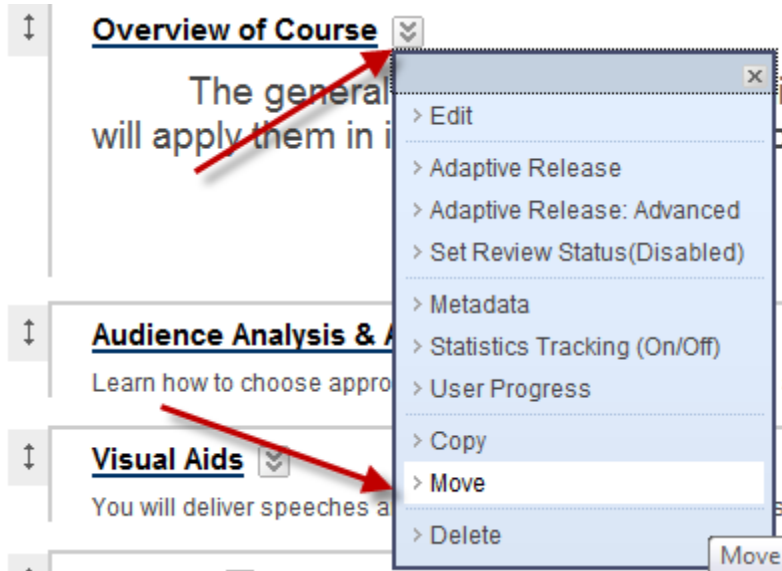 Overview of Course
The general
will apply them in i
Edit
Adaptive Release
Adaptive Release: Advanced
Set Review Status(Disabled)
Metadata
Statistics Tracking (On/Off)
User Progress
Copy
Move
Delete
Move
Audience Analysis & A
Learn how to choose appro
Visual Aids
You will deliver speeches a